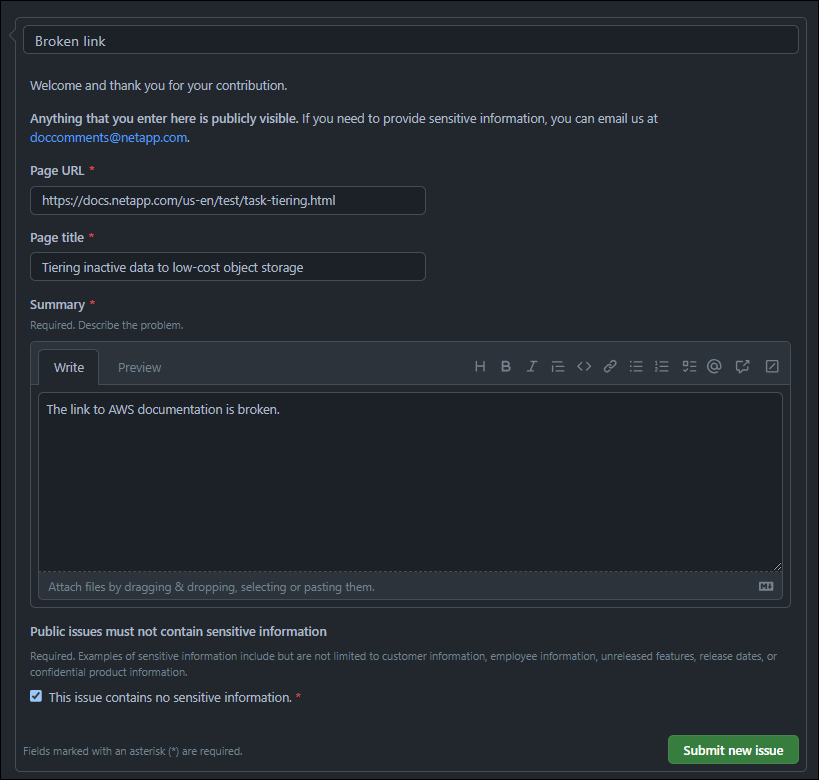 Broken link
Welcome and thank you for your contribution.
Anything that you enter here is publicly visible. If you need to provide sensitive information, you can email us at
doccomments@netapp.com.
Page URL *
https://docs.netapp.com/us-en/test/task-tiering.html
Page title *
Tiering inactive data to low-cost object storage
Summary *
Required. Describe the problem.
Write Preview
The link to AWS documentation is broken.
Attach files by dragging & dropping, selecting or pasting them.
Public issues must not contain sensitive information
Required. Examples of sensitive information include but are not limited to customer information, employee information, unreleased features, release dates, or
confidential product information.
This issue contains no sensitive information. *
Fields marked with an asterisk (*) are required.
Submit new issue